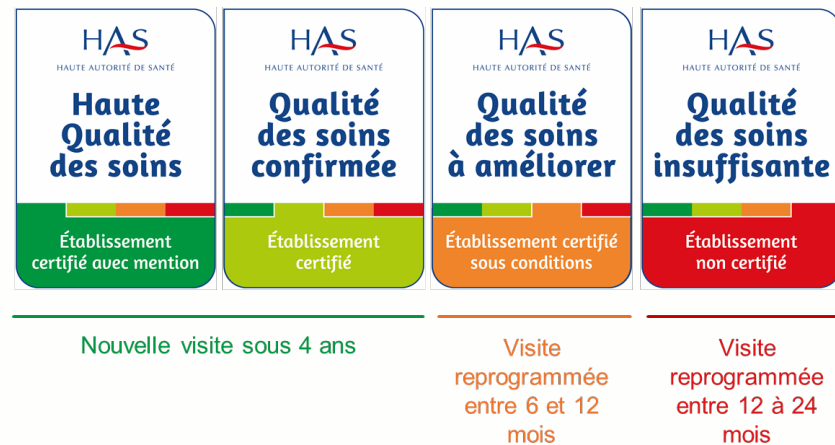 HAS
HAUTE AUTORITÉ DE SANTÉ
Haute
Qualité
des soins
Établissement
certifié avec mention
HAS
HAUTE AUTORITÉ DE SANTÉ
Qualité
des soins
confirmée
Établissement
certifié
HAS
HAUTE AUTORITÉ DE SANTÉ
Qualité
des soins
à améliorer
Établissement certifié
sous conditions
HAS
HAUTE AUTORITÉ DE SANTÉ
Qualité
des soins
insuffisante
Établissement
non certifié
Nouvelle visite sous 4 ans
Visite
reprogrammée
entre 6 et 12
mois
Visite
reprogrammée
entre 12 à 24
mois